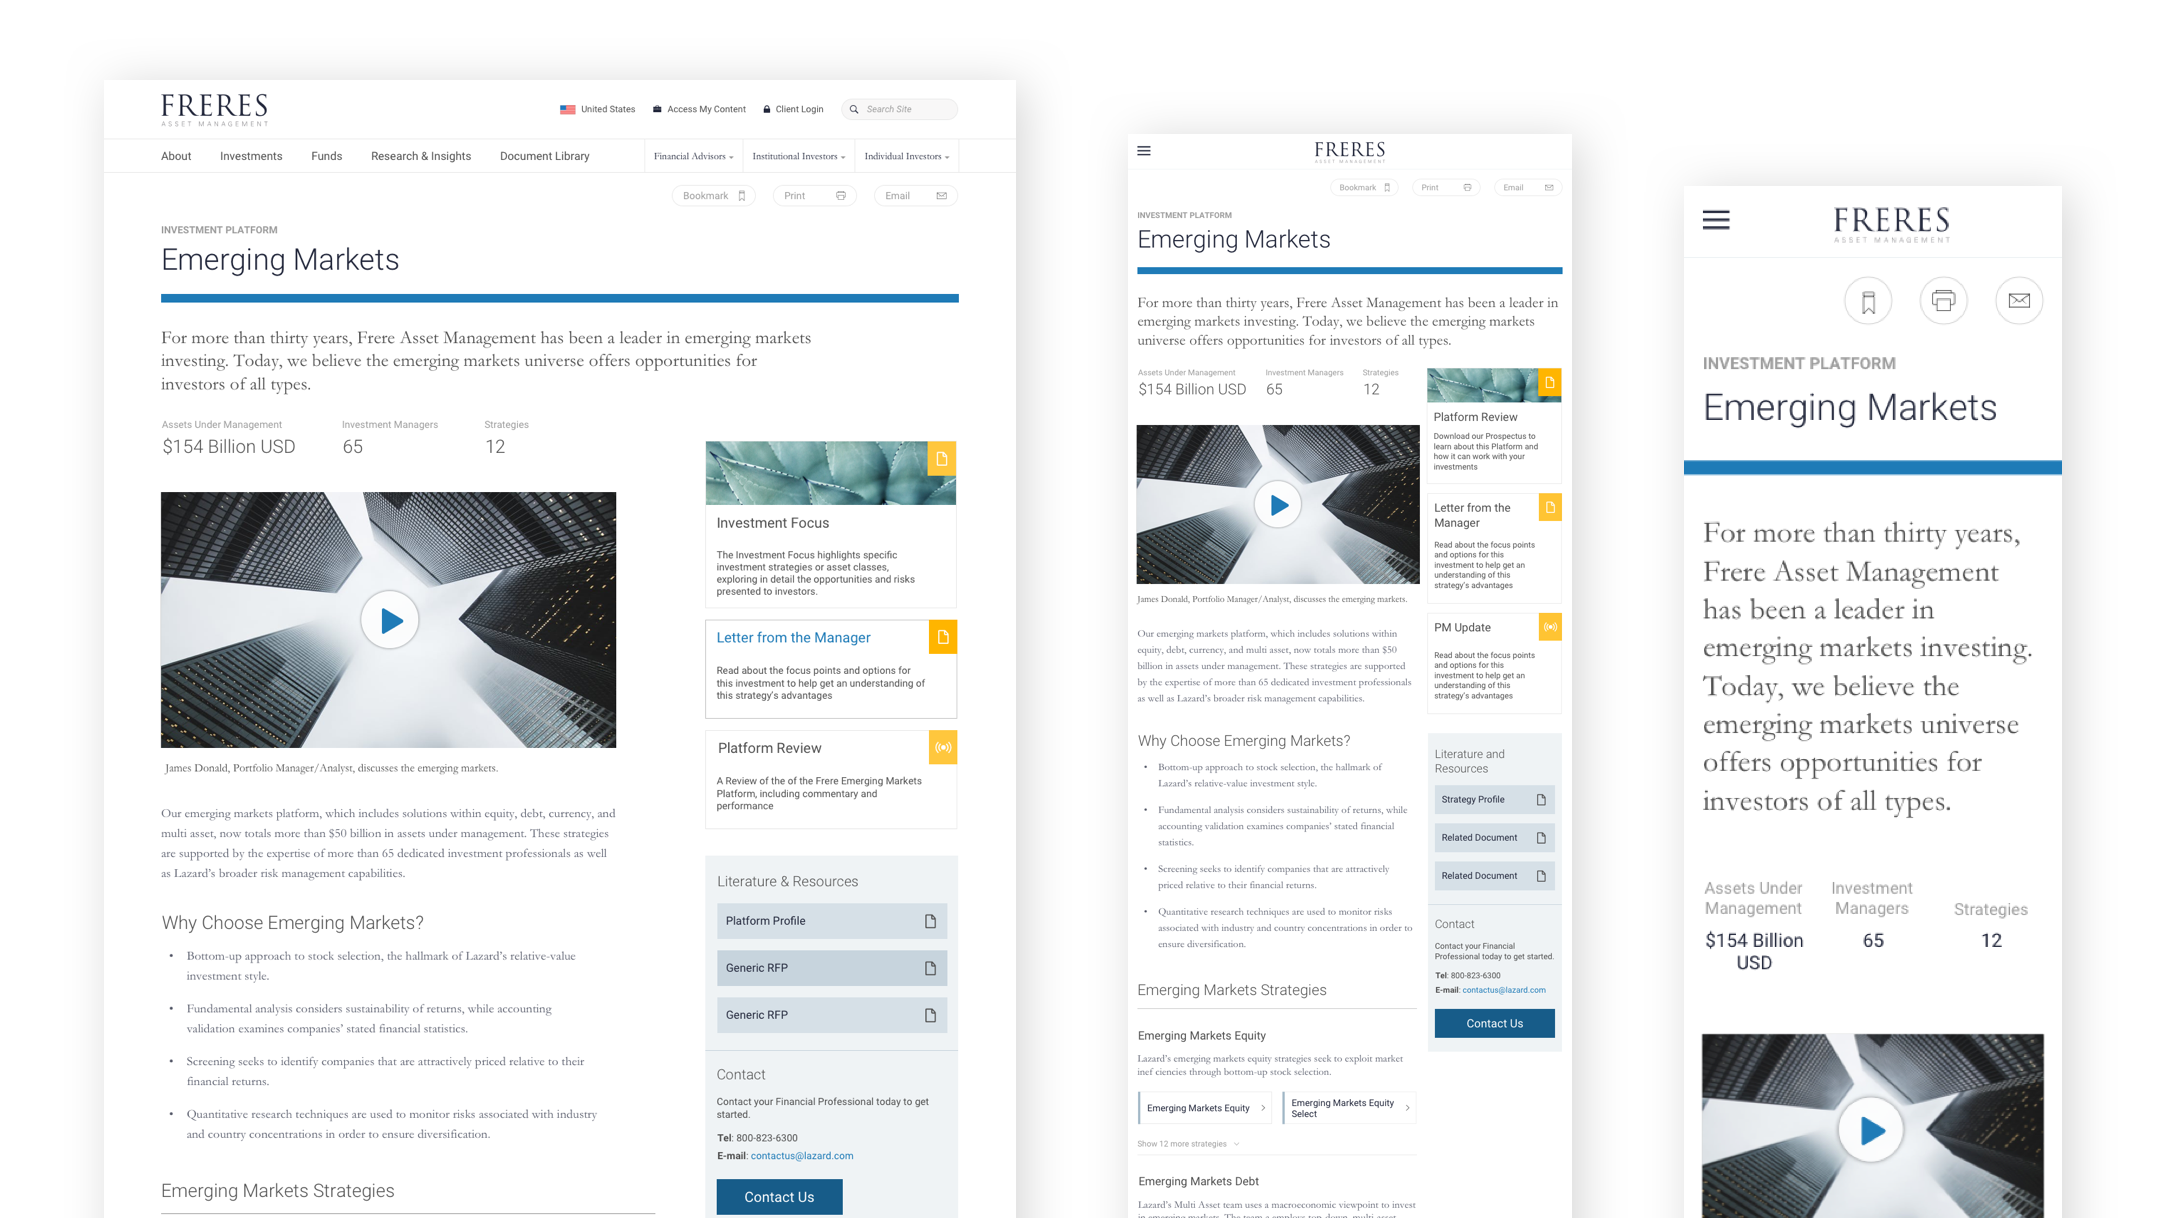 FRERES
ASSET MANAGEMENT
United States
Access My Content
Client Login
Search Site
About
Investments
Funds
Research & Insights
Document Library
Financial Advisors
Institutional Investors
Individual Investors
Bookmark
Print
Email
INVESTMENT PLATFORM
Emerging Markets
For more than thirty years, Frere Asset Management has been a leader in emerging markets
investing. Today, we believe the emerging markets universe offers opportunities for
investors of all types.
Assets Under Management
Investment Managers
Strategies
$154 Billion USD
65
12
James Donald, Portfolio Manager/Analyst, discusses the emerging markets.
Our emerging markets platform, which includes solutions within equity, debt, currency, and
multi asset, now totals more than $50 billion in assets under management. These strategies
are supported by the expertise of more than 65 dedicated investment professionals as well
as Lazard's broader risk management capabilities.
Why Choose Emerging Markets?
• Bottom-up approach to stock selection, the hallmark of Lazard's relative-value
investment style.
• Fundamental analysis considers sustainability of returns, while accounting
validation examines companies' stated financial statistics.
• Screening seeks to identify companies that are attractively priced relative to their
financial returns.
• Quantitative research techniques are used to monitor risks associated with industry
and country concentrations in order to ensure diversification.
Emerging Markets Strategies
Investment Focus
The Investment Focus highlights specific
investment strategies or asset classes,
exploring in detail the opportunities and risks
presented to investors.
Letter from the Manager
Read about the focus points and options for
this investment to help get an understanding of
this strategy's advantages
Platform Review
A Review of the of the Frere Emerging Markets
Platform, including commentary and
performance
Literature & Resources
Platform Profile
Generic RFP
Generic RFP
Contact
Contact your Financial Professional today to get
started.
Tel: 800-823-6300
E-mail: contactus@lazard.com
Contact Us
FRERES
ASSET MANAGEMENT
Bookmark
Print
Email
INVESTMENT PLATFORM
Emerging Markets
For more than thirty years, Frere Asset Management has been a leader in
emerging markets investing. Today, we believe the emerging markets
universe offers opportunities for investors of all types.
Assets Under Management
Investment Managers
Strategies
$154 Billion USD
65
12
James Donald, Portfolio Manager/Analyst, discusses the emerging markets.
Our emerging markets platform, which includes solutions within
equity, debt, currency, and multi asset, now totals more than $50
billion in assets under management. These strategies are supported
by the expertise of more than 65 dedicated investment professionals
as well as Lazard's broader risk management capabilities.
Why Choose Emerging Markets?
• Bottom-up approach to stock selection, the hallmark of
Lazard's relative-value investment style.
• Fundamental analysis considers sustainability of returns, while
accounting validation examines companies' stated financial
statistics.
• Screening seeks to identify companies that are attractively
priced relative to their financial returns.
• Quantitative research techniques are used to monitor risks
associated with industry and country concentrations in order to
ensure diversification.
Emerging Markets Strategies
Emerging Markets Equity
Lazard's emerging markets equity strategies seek to exploit market
inef ciencies through bottom-up stock selection.
Emerging Markets Equity
Emerging Markets Equity
Select
Show 12 more strategies
Emerging Markets Debt
Lazard's Multi Asset team uses a macroeconomic viewpoint to invest
in emerging markets. The team employs top-down, multi-asset
Platform Review
Download our Prospectus to
learn about this Platform and
how it can work with your
investments
Letter from the
Manager
Read about the focus points
and options for this
investment to help get an
understanding of this
strategy's advantages
PM Update
Read about the focus points
and options for this
investment to help get an
understanding of this
strategy's advantages
Literature and
Resources
Strategy Profile
Related Document
Related Document
Contact
Contact your Financial
Professional today to get started.
Tel: 800-823-6300
E-mail: contactus@lazard.com
Contact Us
FRERES
ASSET MANAGEMENT
INVESTMENT PLATFORM
Emerging Markets
For more than thirty years,
Frere Asset Management
has been a leader in
emerging markets investing.
Today, we believe the
emerging markets universe
offers opportunities for
investors of all types.
Assets Under
Management
Investment
Managers
Strategies
$154 Billion
USD
65
12